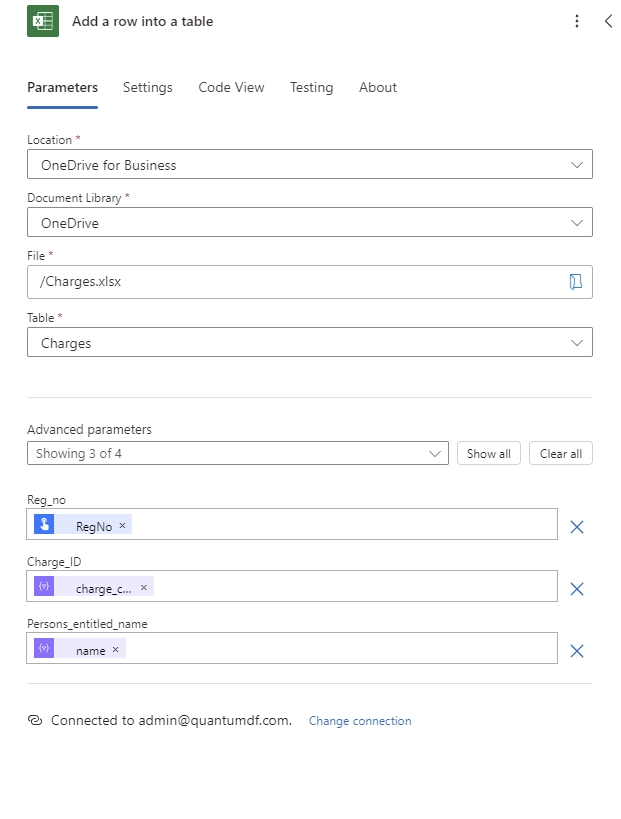 Add a row into a table
Parameters Settings Code View Testing About
Location *
OneDrive for Business
Document Library *
OneDrive
File *
/Charges.xlsx
Table *
Charges
Advanced parameters
Showing 3 of 4 Show all Clear all
Reg_no
RegNo ×
Charge_ID
charge_c... ×
Persons_entitled_name
name ×
Connected to admin@quantumdf.com. Change connection